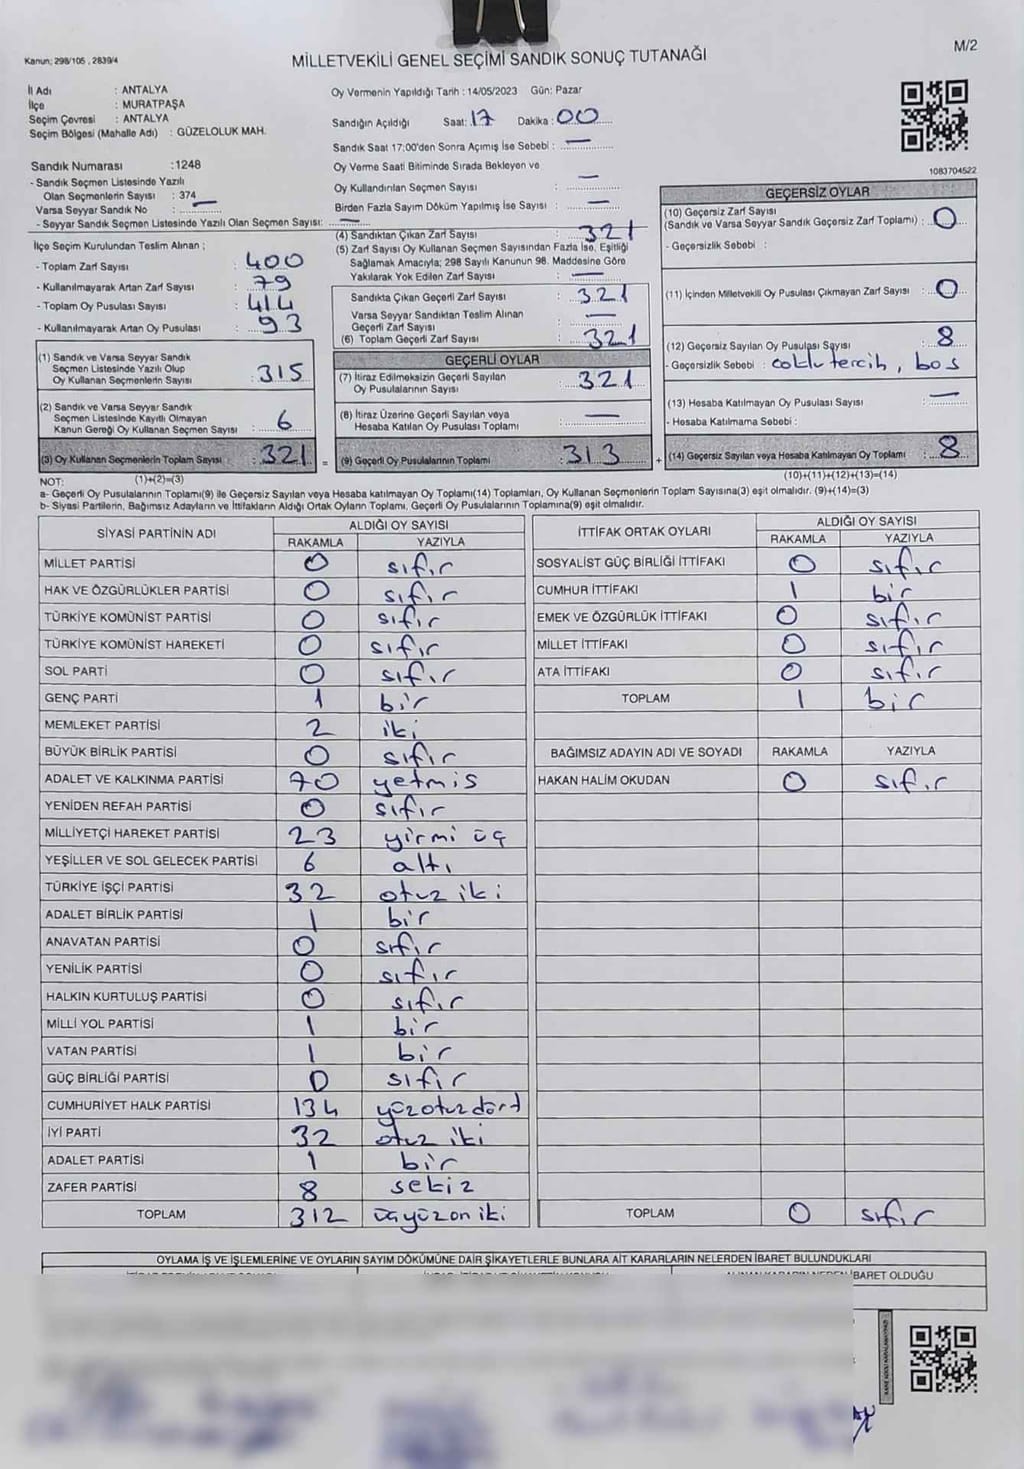 M/2
Kanun; 298/105 , 2839/4
MİLLETVEKİLİ GENEL SEÇİMİ SANDIK SONUÇ TUTANAĞI
İl Adı : ANTALYA
İlçe : MURATPAŞA
Seçim Çevresi : ANTALYA
Seçim Bölgesi (Mahalle Adı) : GÜZELOLUK MAH.
Sandık Numarası :1248
- Sandık Seçmen Listesinde Yazılı
Olan Seçmenlerin Sayısı : 374
Varsa Seyyar Sandık No : —
- Seyyar Sandık Seçmen Listesinde Yazılı Olan Seçmen Sayısı: —
Oy Vermenin Yapıldığı Tarih : 14/05/2023 Gün: Pazar
Sandığın Açıldığı Saat: 17 Dakika : 00
Sandık Saat 17:00'den Sonra Açımış İse Sebebi : —
Oy Verme Saati Bitiminde Sırada Bekleyen ve
Oy Kullandırılan Seçmen Sayısı : —
Birden Fazla Sayım Döküm Yapılmış İse Sayısı : —
1083704522
İlçe Seçim Kurulundan Teslim Alınan ;
- Toplam Zarf Sayısı : 400
- Kullanılmayarak Artan Zarf Sayısı : 79
- Toplam Oy Pusulası Sayısı : 414
- Kullanılmayarak Artan Oy Pusulası : 93
(1) Sandık ve Varsa Seyyar Sandık
Seçmen Listesinde Yazılı Olup
Oy Kullanan Seçmenlerin Sayısı : 315
(2) Sandık ve Varsa Seyyar Sandık
Seçmen Listesinde Kayıtlı Olmayan
Kanun Gereği Oy Kullanan Seçmen Sayısı : 6
(3) Oy Kullanan Seçmenlerin Toplam Sayısı : 321 =
(4) Sandıktan Çıkan Zarf Sayısı : 321
(5) Zarf Sayısı Oy Kullanan Seçmen Sayısından Fazla İse, Eşitliği
Sağlamak Amacıyla; 298 Sayılı Kanunun 98. Maddesine Göre
Yakılarak Yok Edilen Zarf Sayısı : —
Sandıkta Çıkan Geçerli Zarf Sayısı : 321
Varsa Seyyar Sandıktan Teslim Alınan
Geçerli Zarf Sayısı : —
(6) Toplam Geçerli Zarf Sayısı : 321
GEÇERLİ OYLAR
(7) İtiraz Edilmeksizin Geçerli Sayılan
Oy Pusulalarının Sayısı : 321
(8) İtiraz Üzerine Geçerli Sayılan veya
Hesaba Katılan Oy Pusulası Toplamı : —
(9) Geçerli Oy Pusulalarının Toplamı : 313 +
GEÇERSİZ OYLAR
(10) Geçersiz Zarf Sayısı
(Sandık ve Varsa Seyyar Sandık Geçersiz Zarf Toplamı) : 0
- Geçersizlik Sebebi :
(11) İçinden Milletvekili Oy Pusulası Çıkmayan Zarf Sayısı : 0
(12) Geçersiz Sayılan Oy Pusulası Sayısı : 8
- Geçersizlik Sebebi : çoklu tercih, boş
(13) Hesaba Katılmayan Oy Pusulası Sayısı : —
- Hesaba Katılmama Sebebi :
(14) Geçersiz Sayılan veya Hesaba Katılmayan Oy Toplamı : 8
NOT: (1)+(2)=(3) (10)+(11)+(12)+(13)=(14)
a- Geçerli Oy Pusulalarının Toplamı(9) ile Geçersiz Sayılan veya Hesaba katılmayan Oy Toplamı(14) Toplamları, Oy Kullanan Seçmenlerin Toplam Sayısına(3) eşit olmalıdır. (9)+(14)=(3)
b- Siyasi Partilerin, Bağımsız Adayların ve İttifakların Aldığı Ortak Oyların Toplamı, Geçerli Oy Pusulalarının Toplamına(9) eşit olmalıdır.
SİYASİ PARTİNİN ADI ALDIĞI OY SAYISI
RAKAMLA YAZIYLA
MİLLET PARTİSİ 0 sıfır
HAK VE ÖZGÜRLÜKLER PARTİSİ 0 sıfır
TÜRKİYE KOMÜNİST PARTİSİ 0 sıfır
TÜRKİYE KOMÜNİST HAREKETİ 0 sıfır
SOL PARTİ 0 sıfır
GENÇ PARTİ 1 bir
MEMLEKET PARTİSİ 2 iki
BÜYÜK BİRLİK PARTİSİ 0 sıfır
ADALET VE KALKINMA PARTİSİ 70 yetmiş
YENİDEN REFAH PARTİSİ 0 sıfır
MİLLİYETÇİ HAREKET PARTİSİ 23 yirmi üç
YEŞİLLER VE SOL GELECEK PARTİSİ 6 altı
TÜRKİYE İŞÇİ PARTİSİ 32 otuz iki
ADALET BİRLİK PARTİSİ 1 bir
ANAVATAN PARTİSİ 0 sıfır
YENİLİK PARTİSİ 0 sıfır
HALKIN KURTULUŞ PARTİSİ 0 sıfır
MİLLİ YOL PARTİSİ 1 bir
VATAN PARTİSİ 1 bir
GÜÇ BİRLİĞİ PARTİSİ 0 sıfır
CUMHURİYET HALK PARTİSİ 134 yüzotuzdört
İYİ PARTİ 32 otuz iki
ADALET PARTİSİ 1 bir
ZAFER PARTİSİ 8 sekiz
TOPLAM 312 üçyüzoniki
İTTİFAK ORTAK OYLARI ALDIĞI OY SAYISI
RAKAMLA YAZIYLA
SOSYALİST GÜÇ BİRLİĞİ İTTİFAKI 0 sıfır
CUMHUR İTTİFAKI 1 bir
EMEK VE ÖZGÜRLÜK İTTİFAKI 0 sıfır
MİLLET İTTİFAKI 0 sıfır
ATA İTTİFAKI 0 sıfır
TOPLAM 1 bir
BAĞIMSIZ ADAYIN ADI VE SOYADI RAKAMLA YAZIYLA
HAKAN HALİM OKUDAN 0 sıfır
TOPLAM 0 sıfır
OYLAMA İŞ VE İŞLEMLERİNE VE OYLARIN SAYIM DÖKÜMÜNE DAİR ŞİKAYETLERLE BUNLARA AİT KARARLARIN NELERDEN İBARET BULUNDUKLARI
İBARET OLDUĞU